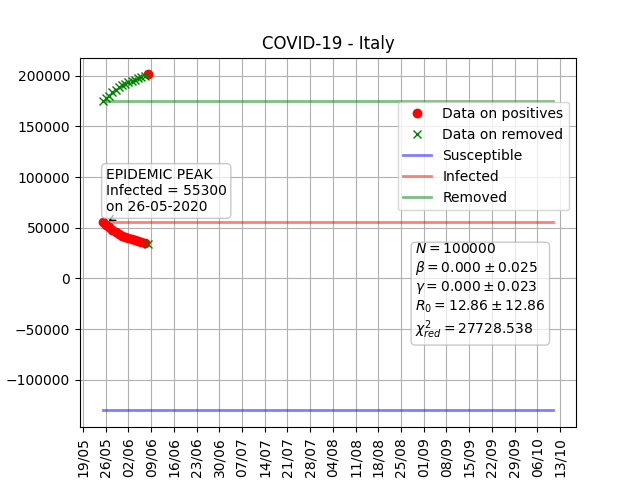 COVID-19 - Italy
200000
150000
100000
50000
0
−50000
−100000
Data on positives
Data on removed
Susceptible
Infected
Removed
EPIDEMIC PEAK
Infected = 55300
on 26-05-2020
N = 100000
β = 0.000 ± 0.025
γ = 0.000 ± 0.023
R₀ = 12.86 ± 12.86
χ²red = 27728.538
19/05
26/05
02/06
09/06
16/06
23/06
30/06
07/07
14/07
21/07
28/07
04/08
11/08
18/08
25/08
01/09
08/09
15/09
22/09
29/09
06/10
13/10